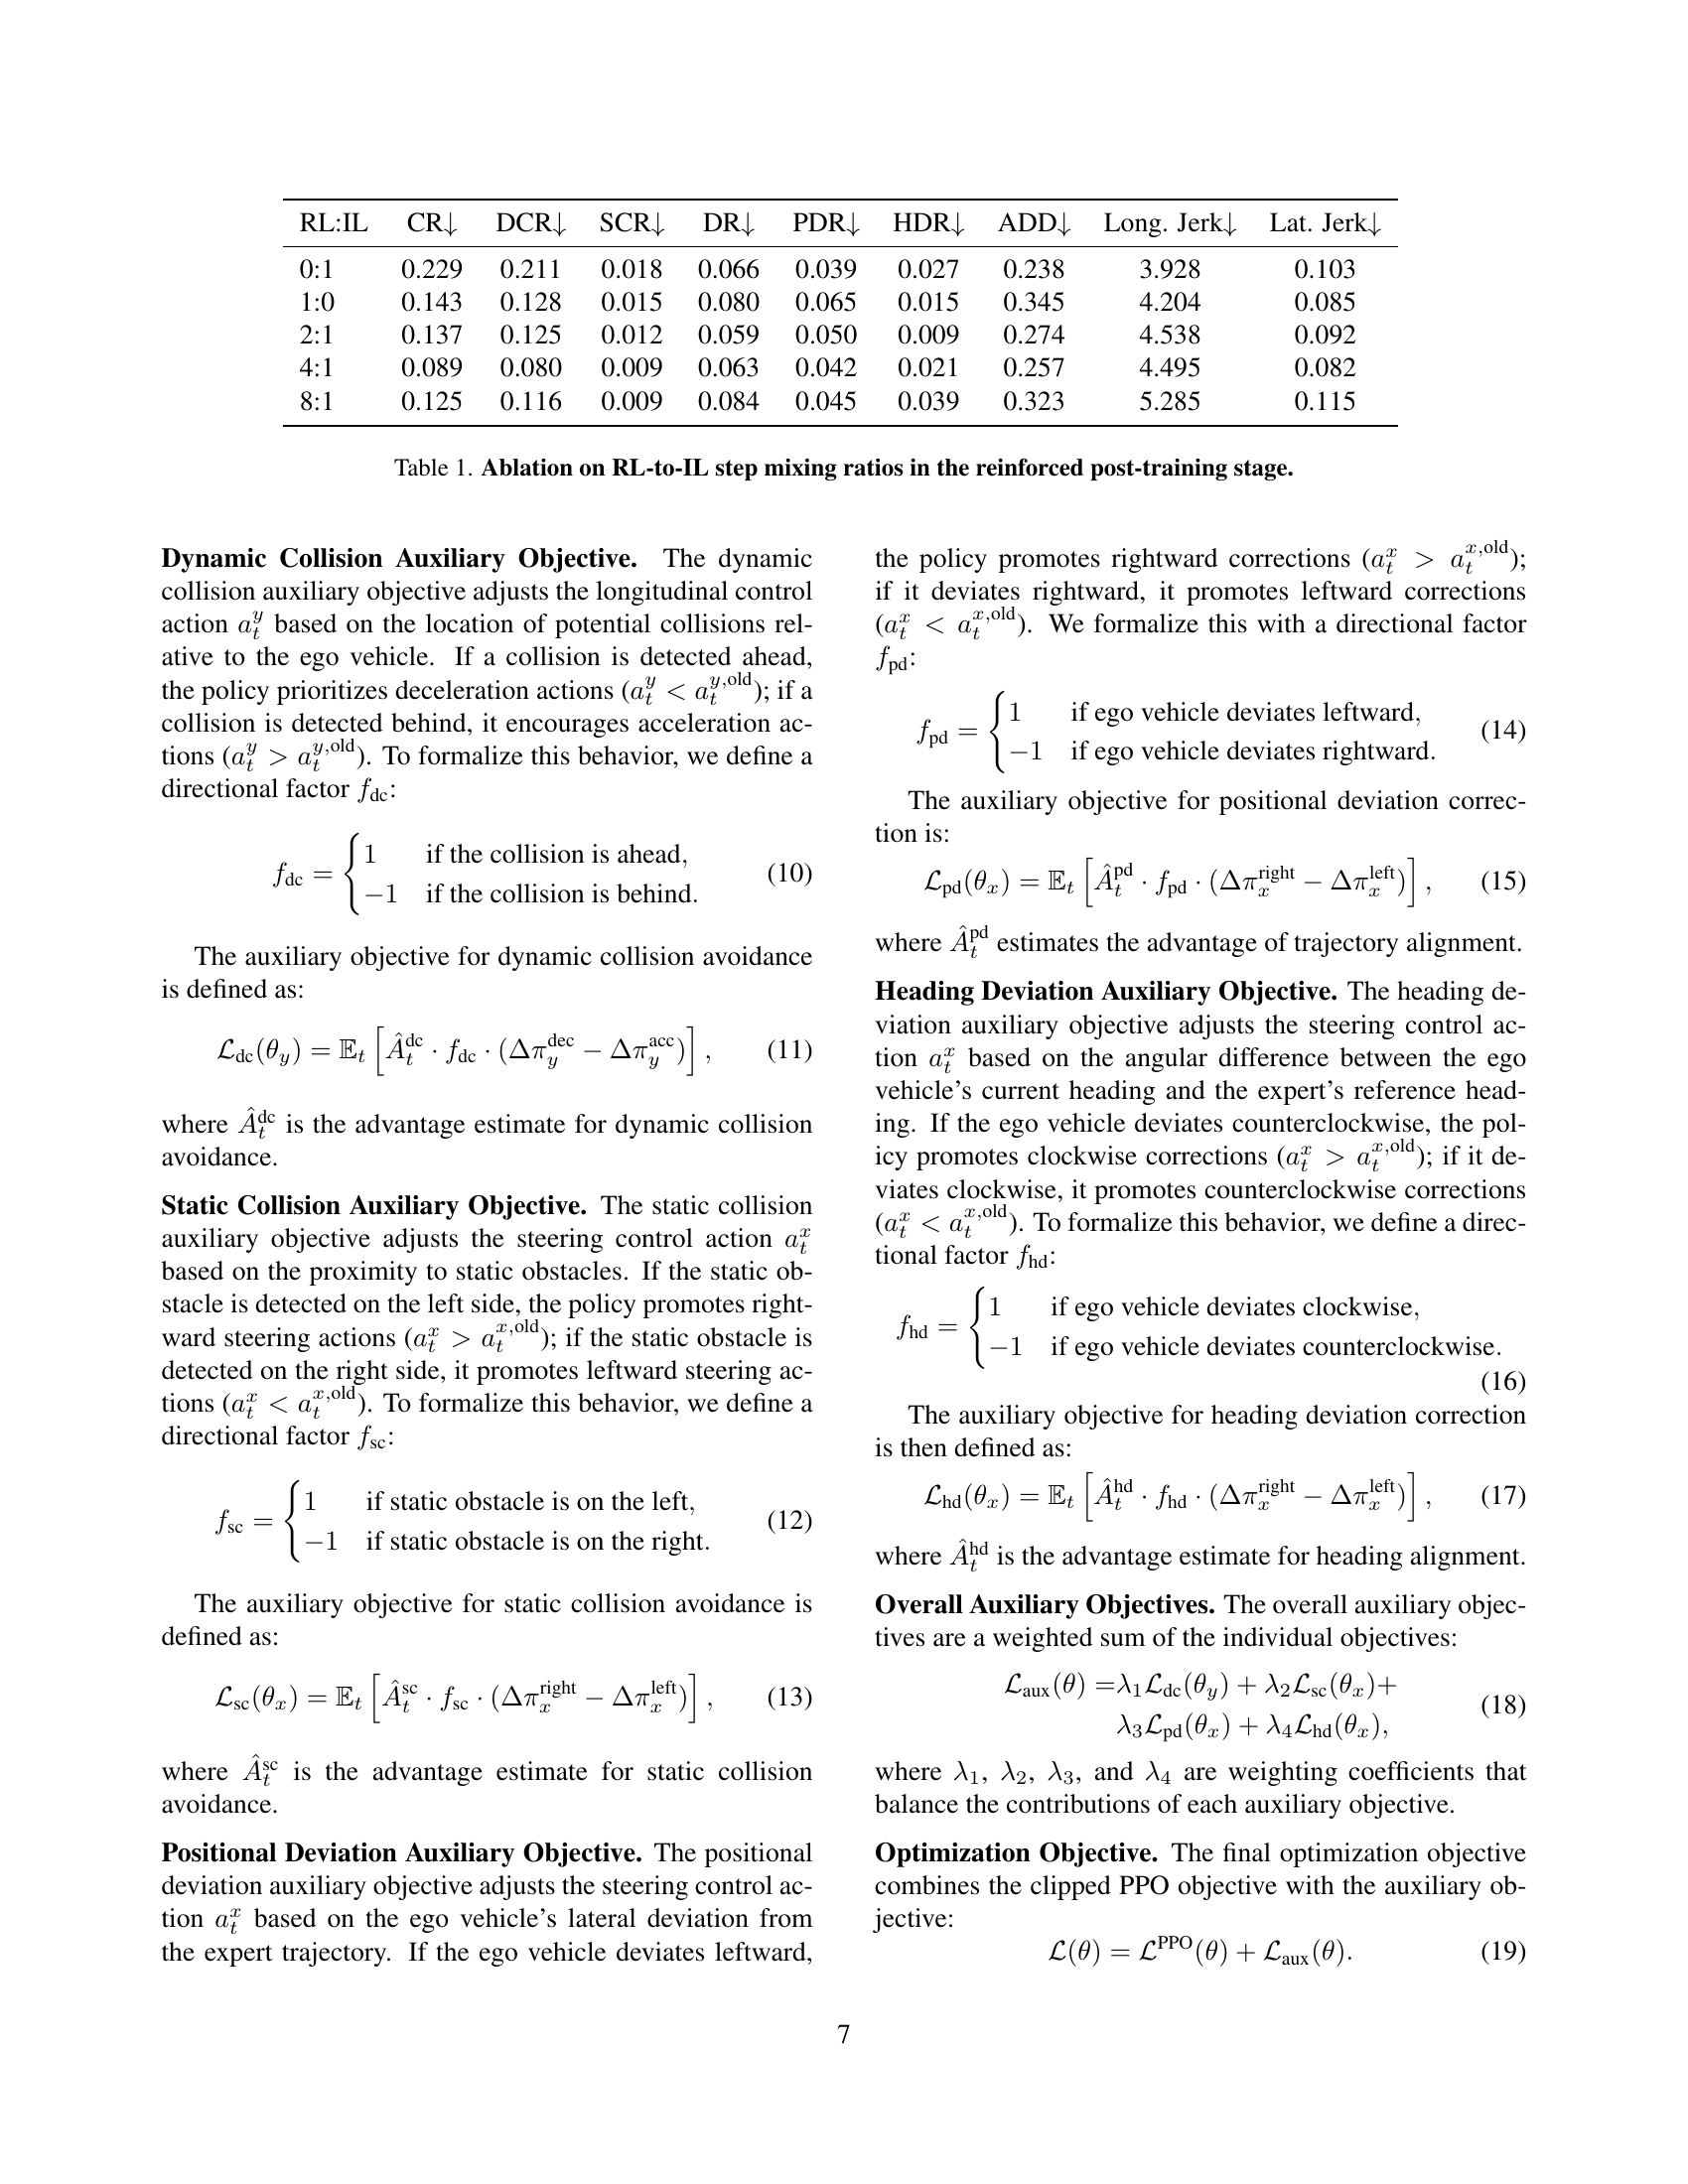 RL:IL CR↓ DCR↓ SCR↓ DR↓ PDR↓ HDR↓ ADD↓ Long. Jerk↓ Lat. Jerk↓
0:1 0.229 0.211 0.018 0.066 0.039 0.027 0.238 3.928 0.103
1:0 0.143 0.128 0.015 0.080 0.065 0.015 0.345 4.204 0.085
2:1 0.137 0.125 0.012 0.059 0.050 0.009 0.274 4.538 0.092
4:1 0.089 0.080 0.009 0.063 0.042 0.021 0.257 4.495 0.082
8:1 0.125 0.116 0.009 0.084 0.045 0.039 0.323 5.285 0.115
Table 1. Ablation on RL-to-IL step mixing ratios in the reinforced post-training stage.
Dynamic Collision Auxiliary Objective. The dynamic
collision auxiliary objective adjusts the longitudinal control
action $a_t^y$ based on the location of potential collisions rel-
ative to the ego vehicle. If a collision is detected ahead,
the policy prioritizes deceleration actions ($a_t^y < a_t^{y,\text{old}}$); if a
collision is detected behind, it encourages acceleration ac-
tions ($a_t^y > a_t^{y,\text{old}}$). To formalize this behavior, we define a
directional factor $f_{\text{dc}}$:
$f_{\text{dc}} = \begin{cases} 1 & \text{if the collision is ahead,} \\ -1 & \text{if the collision is behind.} \end{cases}$ (10)
The auxiliary objective for dynamic collision avoidance
is defined as:
$\mathcal{L}_{\text{dc}}(\theta_y) = \mathbb{E}_t \left[ \hat{A}_t^{\text{dc}} \cdot f_{\text{dc}} \cdot (\Delta\pi_y^{\text{dec}} - \Delta\pi_y^{\text{acc}}) \right],$ (11)
where $\hat{A}_t^{\text{dc}}$ is the advantage estimate for dynamic collision
avoidance.
Static Collision Auxiliary Objective. The static collision
auxiliary objective adjusts the steering control action $a_t^x$
based on the proximity to static obstacles. If the static ob-
stacle is detected on the left side, the policy promotes right-
ward steering actions ($a_t^x > a_t^{x,\text{old}}$); if the static obstacle is
detected on the right side, it promotes leftward steering ac-
tions ($a_t^x < a_t^{x,\text{old}}$). To formalize this behavior, we define a
directional factor $f_{\text{sc}}$:
$f_{\text{sc}} = \begin{cases} 1 & \text{if static obstacle is on the left,} \\ -1 & \text{if static obstacle is on the right.} \end{cases}$ (12)
The auxiliary objective for static collision avoidance is
defined as:
$\mathcal{L}_{\text{sc}}(\theta_x) = \mathbb{E}_t \left[ \hat{A}_t^{\text{sc}} \cdot f_{\text{sc}} \cdot (\Delta\pi_x^{\text{right}} - \Delta\pi_x^{\text{left}}) \right],$ (13)
where $\hat{A}_t^{\text{sc}}$ is the advantage estimate for static collision
avoidance.
Positional Deviation Auxiliary Objective. The positional
deviation auxiliary objective adjusts the steering control ac-
tion $a_t^x$ based on the ego vehicle's lateral deviation from
the expert trajectory. If the ego vehicle deviates leftward,
the policy promotes rightward corrections ($a_t^x > a_t^{x,\text{old}}$);
if it deviates rightward, it promotes leftward corrections
($a_t^x < a_t^{x,\text{old}}$). We formalize this with a directional factor
$f_{\text{pd}}$:
$f_{\text{pd}} = \begin{cases} 1 & \text{if ego vehicle deviates leftward,} \\ -1 & \text{if ego vehicle deviates rightward.} \end{cases}$ (14)
The auxiliary objective for positional deviation correc-
tion is:
$\mathcal{L}_{\text{pd}}(\theta_x) = \mathbb{E}_t \left[ \hat{A}_t^{\text{pd}} \cdot f_{\text{pd}} \cdot (\Delta\pi_x^{\text{right}} - \Delta\pi_x^{\text{left}}) \right],$ (15)
where $\hat{A}_t^{\text{pd}}$ estimates the advantage of trajectory alignment.
Heading Deviation Auxiliary Objective. The heading de-
viation auxiliary objective adjusts the steering control ac-
tion $a_t^x$ based on the angular difference between the ego
vehicle's current heading and the expert's reference head-
ing. If the ego vehicle deviates counterclockwise, the pol-
icy promotes clockwise corrections ($a_t^x > a_t^{x,\text{old}}$); if it de-
viates clockwise, it promotes counterclockwise corrections
($a_t^x < a_t^{x,\text{old}}$). To formalize this behavior, we define a direc-
tional factor $f_{\text{hd}}$:
$f_{\text{hd}} = \begin{cases} 1 & \text{if ego vehicle deviates clockwise,} \\ -1 & \text{if ego vehicle deviates counterclockwise.} \end{cases}$
(16)
The auxiliary objective for heading deviation correction
is then defined as:
$\mathcal{L}_{\text{hd}}(\theta_x) = \mathbb{E}_t \left[ \hat{A}_t^{\text{hd}} \cdot f_{\text{hd}} \cdot (\Delta\pi_x^{\text{right}} - \Delta\pi_x^{\text{left}}) \right],$ (17)
where $\hat{A}_t^{\text{hd}}$ is the advantage estimate for heading alignment.
Overall Auxiliary Objectives. The overall auxiliary objec-
tives are a weighted sum of the individual objectives:
$\mathcal{L}_{\text{aux}}(\theta) = \lambda_1 \mathcal{L}_{\text{dc}}(\theta_y) + \lambda_2 \mathcal{L}_{\text{sc}}(\theta_x) +$
$\lambda_3 \mathcal{L}_{\text{pd}}(\theta_x) + \lambda_4 \mathcal{L}_{\text{hd}}(\theta_x),$ (18)
where $\lambda_1$, $\lambda_2$, $\lambda_3$, and $\lambda_4$ are weighting coefficients that
balance the contributions of each auxiliary objective.
Optimization Objective. The final optimization objective
combines the clipped PPO objective with the auxiliary ob-
jective:
$\mathcal{L}(\theta) = \mathcal{L}^{\text{PPO}}(\theta) + \mathcal{L}_{\text{aux}}(\theta).$ (19)
7